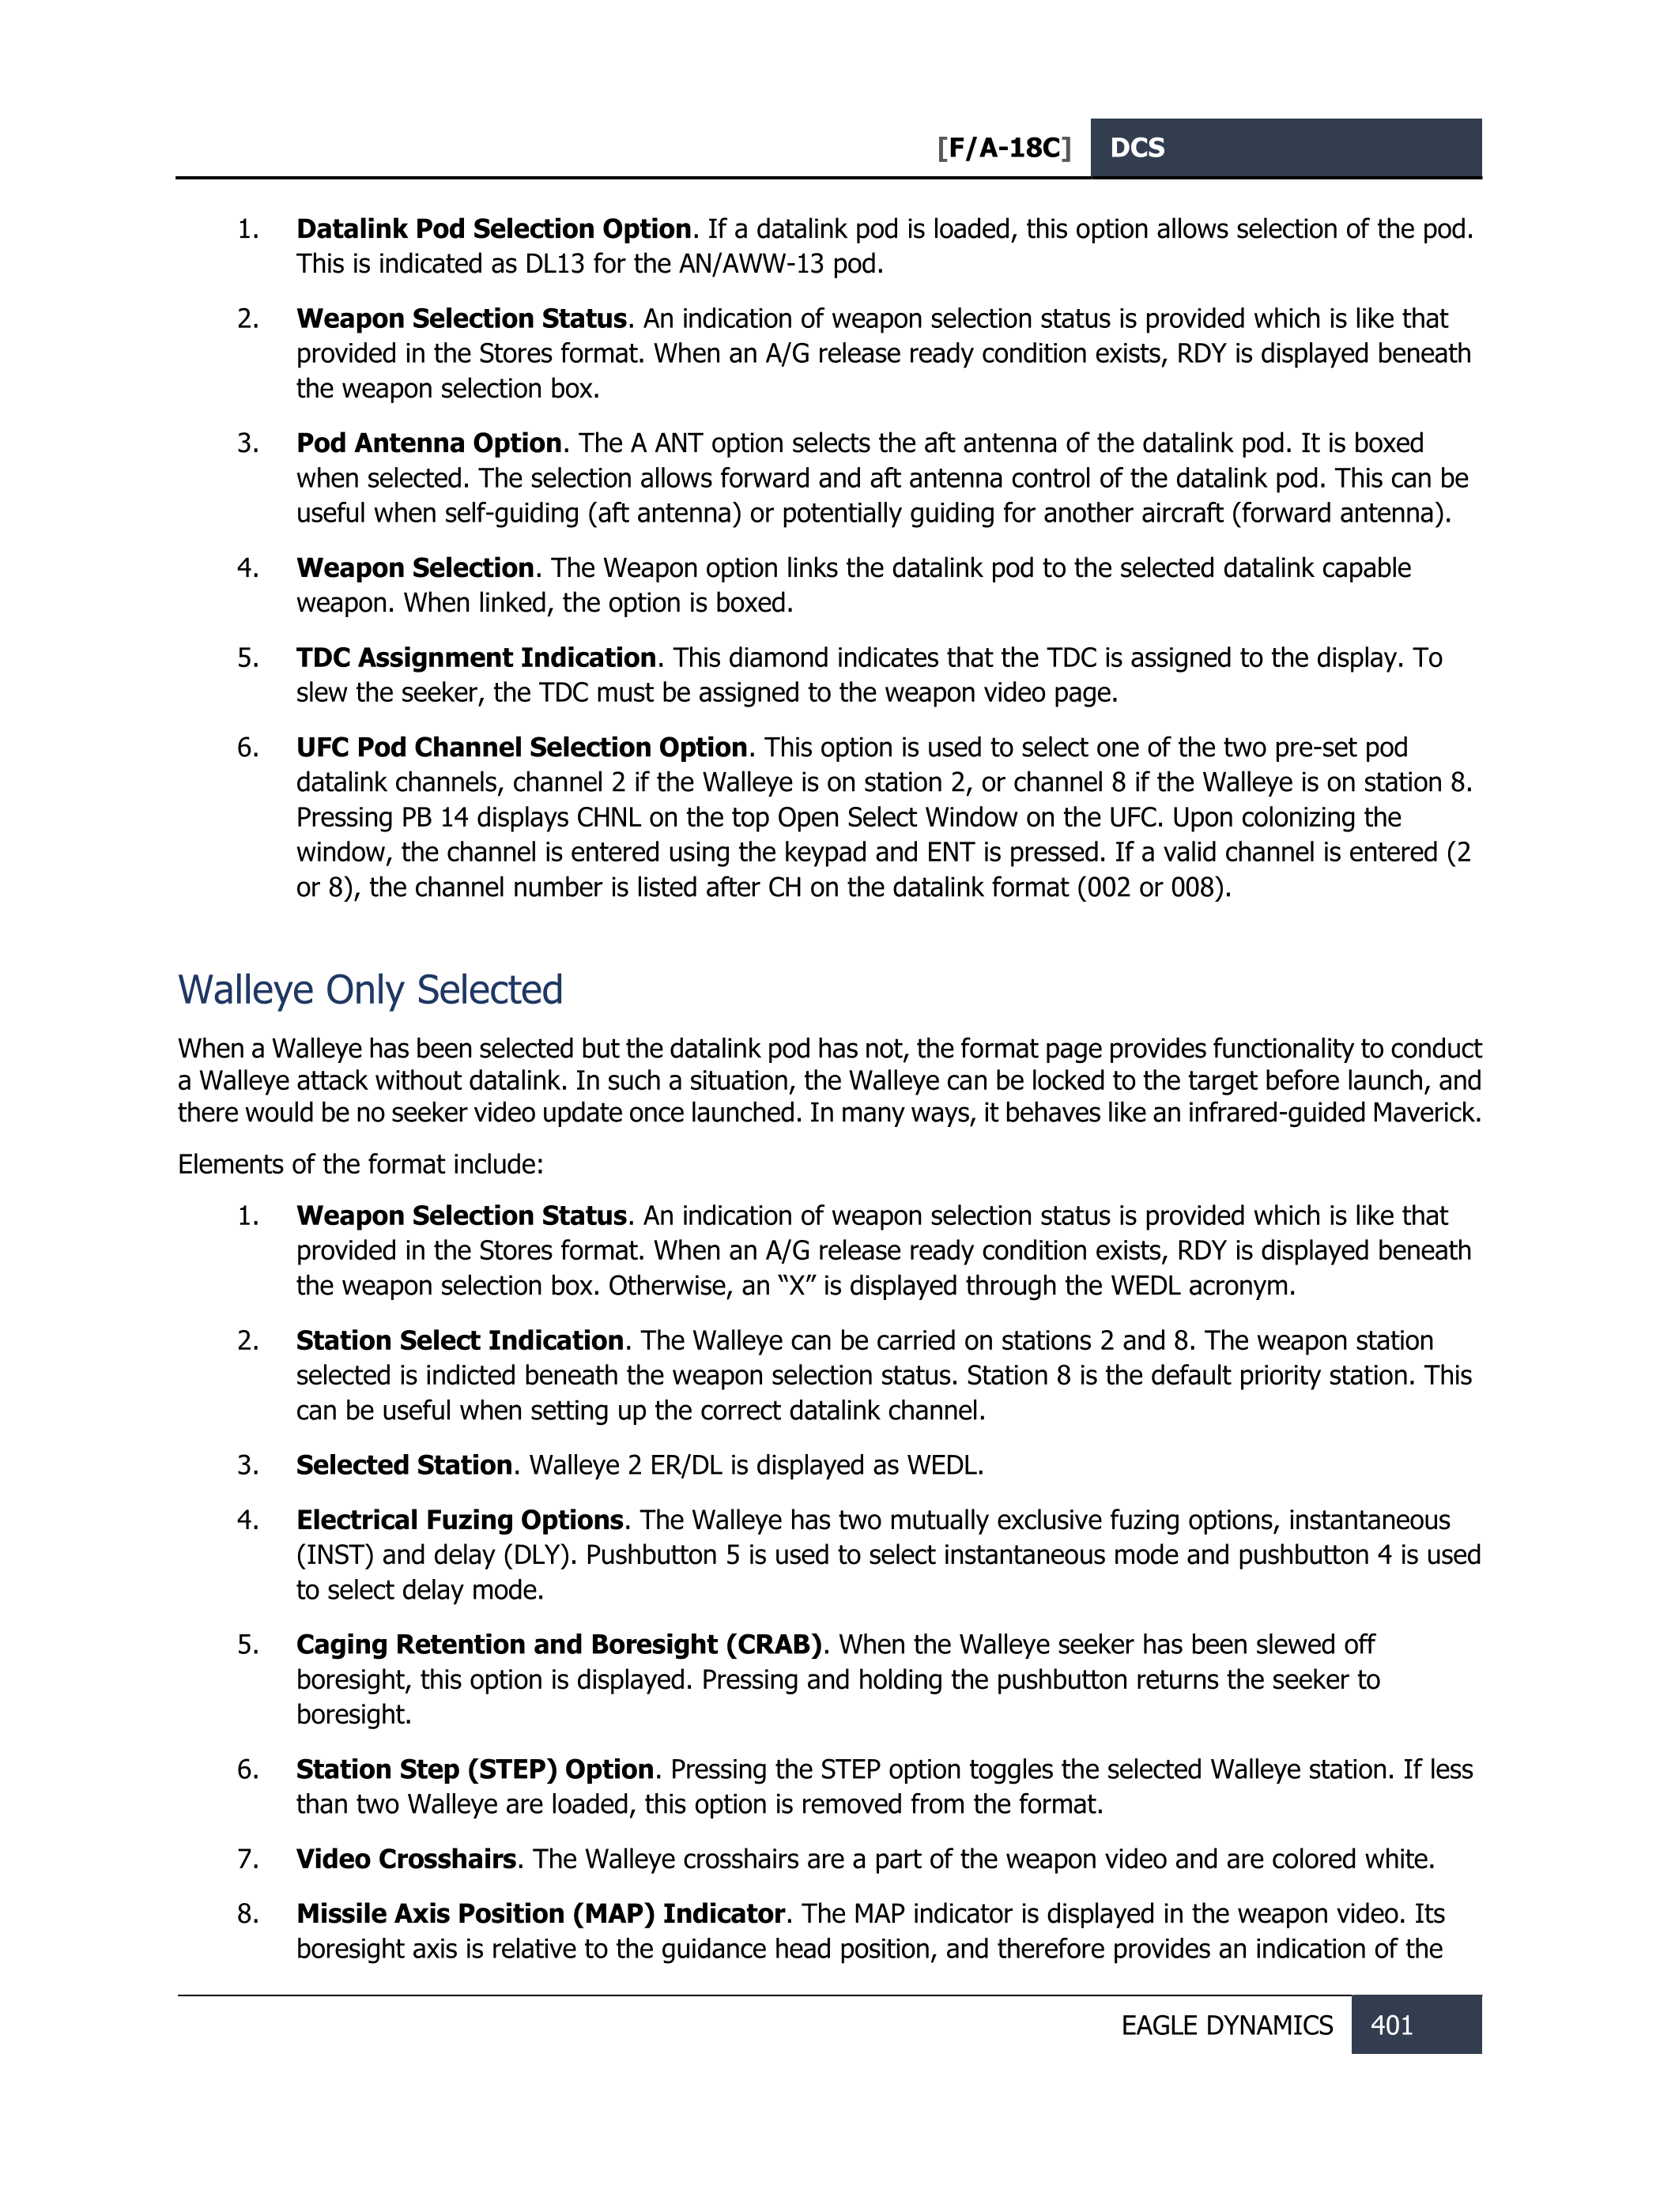 [F/A-18C] DCS
1. Datalink Pod Selection Option. If a datalink pod is loaded, this option allows selection of the pod.
This is indicated as DL13 for the AN/AWW-13 pod.
2. Weapon Selection Status. An indication of weapon selection status is provided which is like that
provided in the Stores format. When an A/G release ready condition exists, RDY is displayed beneath
the weapon selection box.
3. Pod Antenna Option. The A ANT option selects the aft antenna of the datalink pod. It is boxed
when selected. The selection allows forward and aft antenna control of the datalink pod. This can be
useful when self-guiding (aft antenna) or potentially guiding for another aircraft (forward antenna).
4. Weapon Selection. The Weapon option links the datalink pod to the selected datalink capable
weapon. When linked, the option is boxed.
5. TDC Assignment Indication. This diamond indicates that the TDC is assigned to the display. To
slew the seeker, the TDC must be assigned to the weapon video page.
6. UFC Pod Channel Selection Option. This option is used to select one of the two pre-set pod
datalink channels, channel 2 if the Walleye is on station 2, or channel 8 if the Walleye is on station 8.
Pressing PB 14 displays CHNL on the top Open Select Window on the UFC. Upon colonizing the
window, the channel is entered using the keypad and ENT is pressed. If a valid channel is entered (2
or 8), the channel number is listed after CH on the datalink format (002 or 008).
Walleye Only Selected
When a Walleye has been selected but the datalink pod has not, the format page provides functionality to conduct
a Walleye attack without datalink. In such a situation, the Walleye can be locked to the target before launch, and
there would be no seeker video update once launched. In many ways, it behaves like an infrared-guided Maverick.
Elements of the format include:
1. Weapon Selection Status. An indication of weapon selection status is provided which is like that
provided in the Stores format. When an A/G release ready condition exists, RDY is displayed beneath
the weapon selection box. Otherwise, an “X” is displayed through the WEDL acronym.
2. Station Select Indication. The Walleye can be carried on stations 2 and 8. The weapon station
selected is indicted beneath the weapon selection status. Station 8 is the default priority station. This
can be useful when setting up the correct datalink channel.
3. Selected Station. Walleye 2 ER/DL is displayed as WEDL.
4. Electrical Fuzing Options. The Walleye has two mutually exclusive fuzing options, instantaneous
(INST) and delay (DLY). Pushbutton 5 is used to select instantaneous mode and pushbutton 4 is used
to select delay mode.
5. Caging Retention and Boresight (CRAB). When the Walleye seeker has been slewed off
boresight, this option is displayed. Pressing and holding the pushbutton returns the seeker to
boresight.
6. Station Step (STEP) Option. Pressing the STEP option toggles the selected Walleye station. If less
than two Walleye are loaded, this option is removed from the format.
7. Video Crosshairs. The Walleye crosshairs are a part of the weapon video and are colored white.
8. Missile Axis Position (MAP) Indicator. The MAP indicator is displayed in the weapon video. Its
boresight axis is relative to the guidance head position, and therefore provides an indication of the
EAGLE DYNAMICS 401